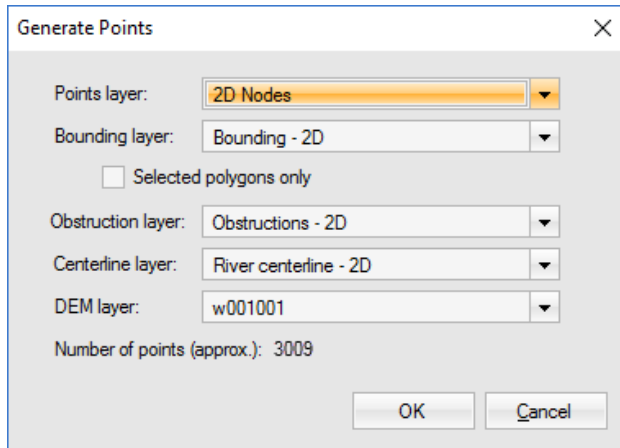 Generate Points
Points layer: 2D Nodes
Bounding layer: Bounding - 2D
Selected polygons only
Obstruction layer: Obstructions - 2D
Centerline layer: River centerline - 2D
DEM layer: w001001
Number of points (approx.): 3009
OK Cancel